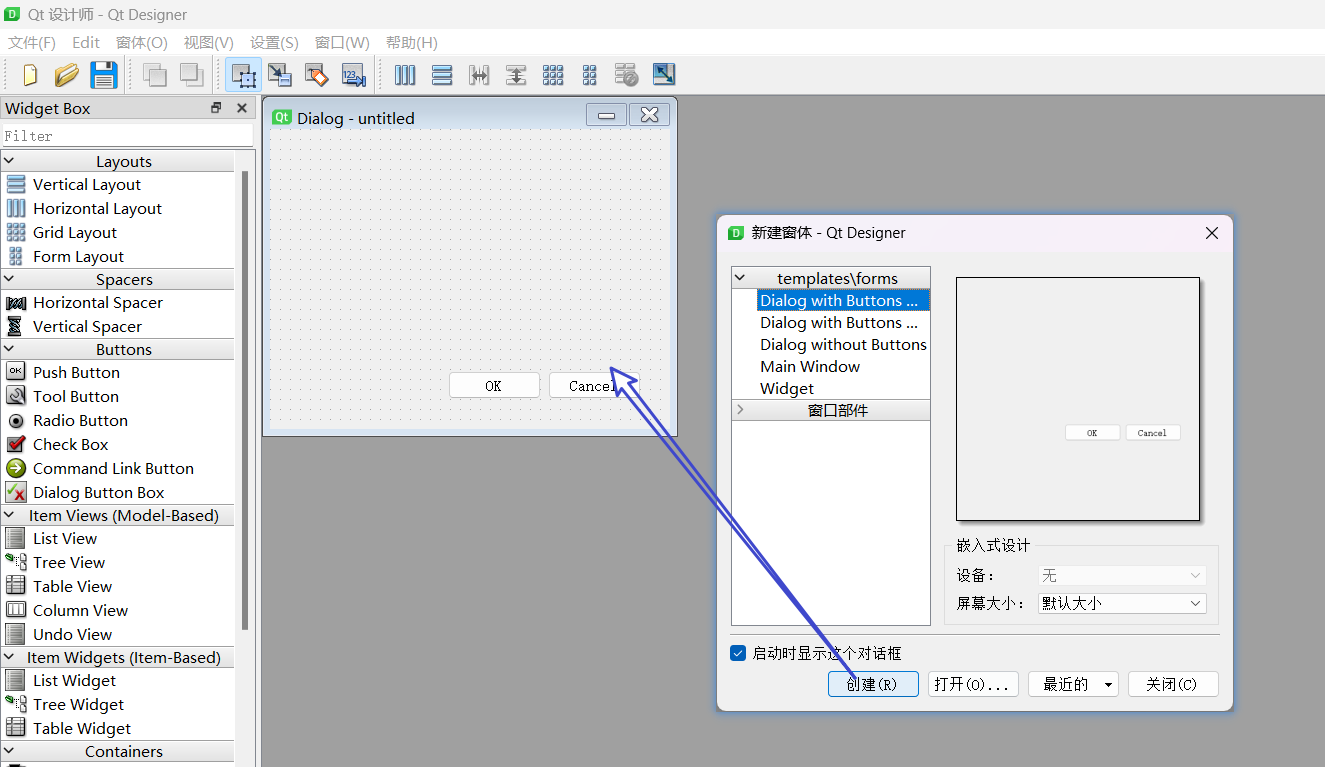 Qt 设计师 - Qt Designer
文件(F) Edit 窗体(O) 视图(V) 设置(S) 窗口(W) 帮助(H)
Widget Box
Filter
Layouts
Vertical Layout
Horizontal Layout
Grid Layout
Form Layout
Spacers
Horizontal Spacer
Vertical Spacer
Buttons
Push Button
Tool Button
Radio Button
Check Box
Command Link Button
Dialog Button Box
Item Views (Model-Based)
List View
Tree View
Table View
Column View
Undo View
Item Widgets (Item-Based)
List Widget
Tree Widget
Table Widget
Containers
Dialog - untitled
OK Cancel
新建窗体 - Qt Designer
templates\forms
Dialog with Buttons ...
Dialog with Buttons ...
Dialog without Buttons
Main Window
Widget
窗口部件
OK Cancel
嵌入式设计
设备： 无
屏幕大小： 默认大小
启动时显示这个对话框
创建(R) 打开(O)... 最近的 关闭(C)